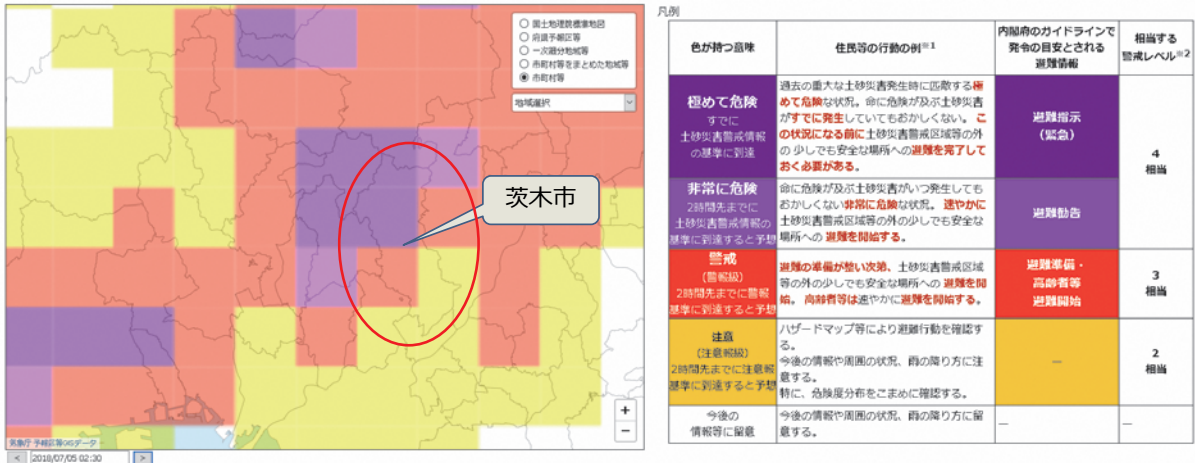 国土地理院標準地図
府県予報区等
一次細分区域等
市町村等をまとめた地域等
市町村等
地域選択
茨木市
気象庁 予報区等GISデータ
<
2018/07/05 02:30
>
+
−
凡例
色が持つ意味
住民等の行動の例※1
内閣府のガイドラインで
発令の目安とされる
避難情報
相当する
警戒レベル※2
極めて危険
すでに
土砂災害警戒情報
の基準に到達
過去の重大な土砂災害発生時に匹敵する極
めて危険な状況。命に危険が及ぶ土砂災害
がすでに発生していてもおかしくない。 こ
の状況になる前に土砂災害警戒区域等の外
の 少しでも安全な場所への避難を完了して
おく必要がある。
避難指示
(緊急)
4
相当
非常に危険
2時間先までに
土砂災害警戒情報の
基準に到達すると予想
命に危険が及ぶ土砂災害がいつ発生しても
おかしくない非常に危険な状況。 速やかに
土砂災害警戒区域等の外の少しでも安全な
場所への 避難を開始する。
避難勧告
警戒
(警報級)
2時間先までに警報
基準に到達すると予想
避難の準備が整い次第、土砂災害警戒区域
等の外の少しでも安全な場所への 避難を開
始。 高齢者等は速やかに避難を開始する。
避難準備・
高齢者等
避難開始
3
相当
注意
(注意報級)
2時間先までに注意報
基準に到達すると予想
ハザードマップ等により避難行動を確認す
る。
今後の情報や周囲の状況、雨の降り方に注
意する。
特に、危険度分布をこまめに確認する。
—
2
相当
今後の
情報等に留意
今後の情報や周囲の状況、雨の降り方に留
意する。
—
—